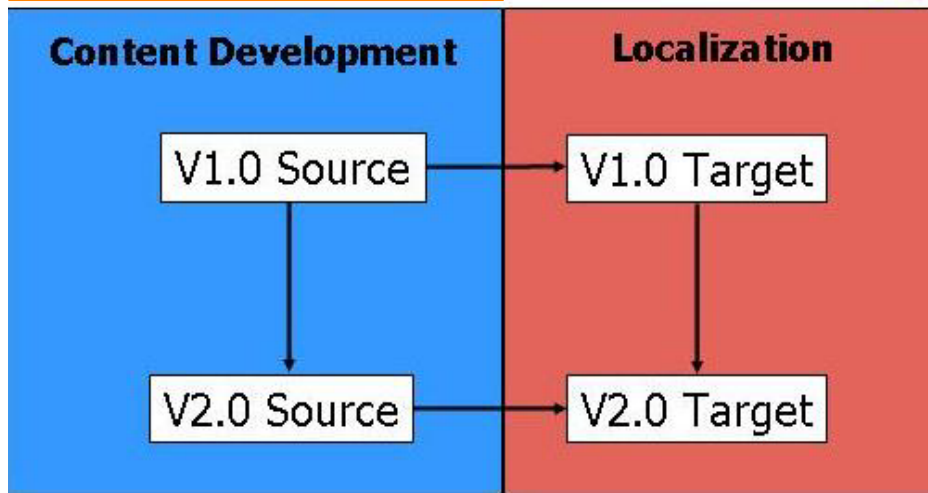 Content Development
Localization
V1.0 Source
V1.0 Target
V2.0 Source
V2.0 Target